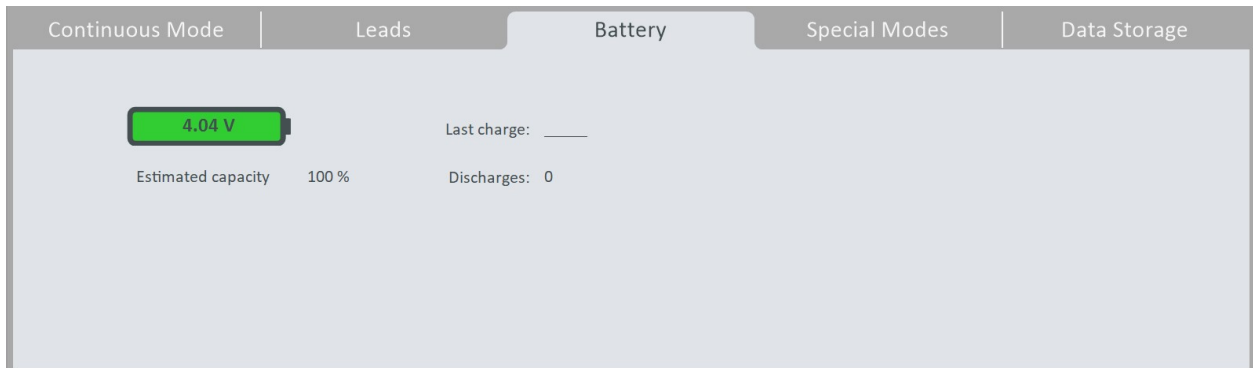 Continuous Mode Leads Battery Special Modes Data Storage
4.04 V
Last charge: _____
Estimated capacity 100 % Discharges: 0